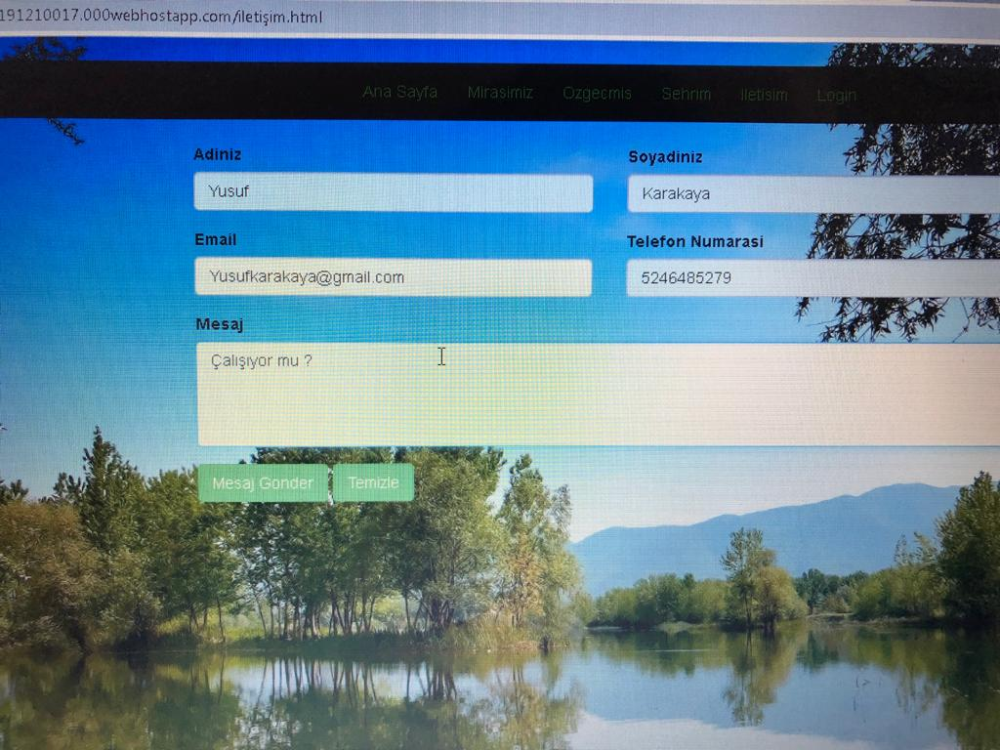 191210017.000webhostapp.com/iletişim.html
Ana Sayfa Mirasimiz Ozgecmis Sehrim Iletisim Login
Adiniz Soyadiniz
Yusuf Karakaya
Email Telefon Numarasi
Yusufkarakaya@gmail.com 5246485279
Mesaj
Çalışıyor mu ?
Mesaj Gonder Temizle